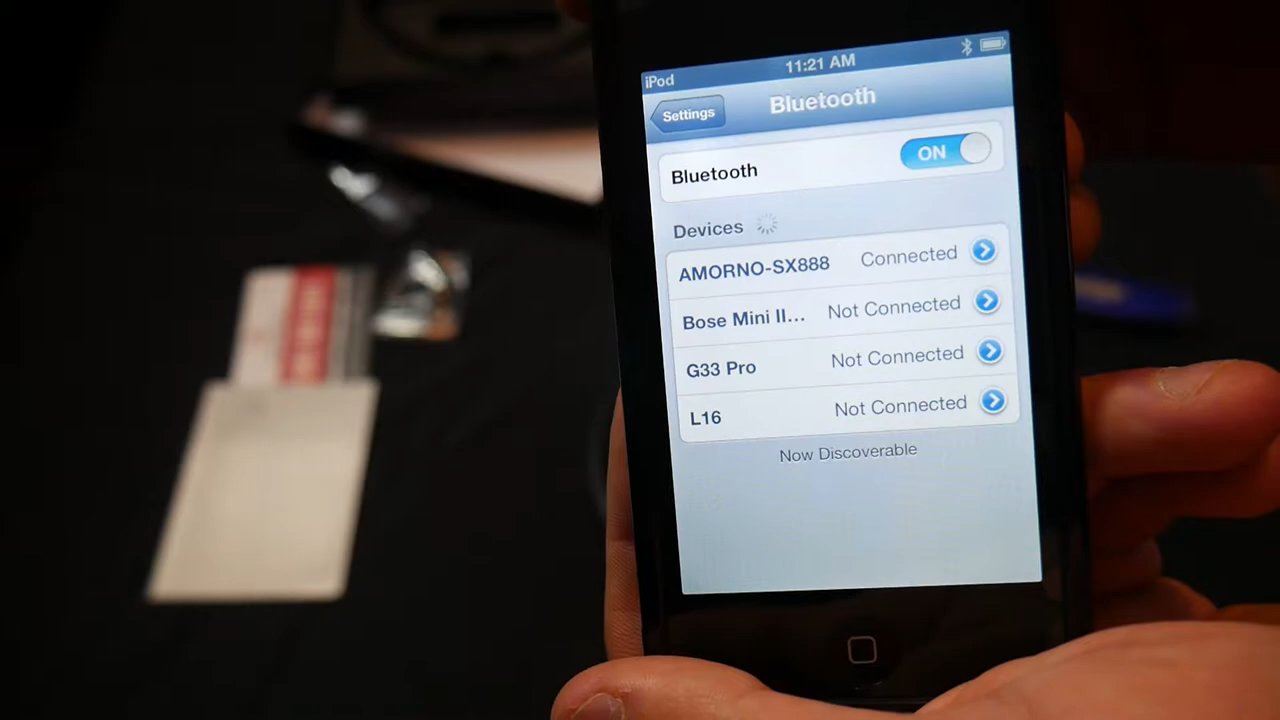 iPod 11:21 AM
Settings Bluetooth
Bluetooth ON
Devices
AMORNO-SX888 Connected
Bose Mini II... Not Connected
G33 Pro Not Connected
L16 Not Connected
Now Discoverable